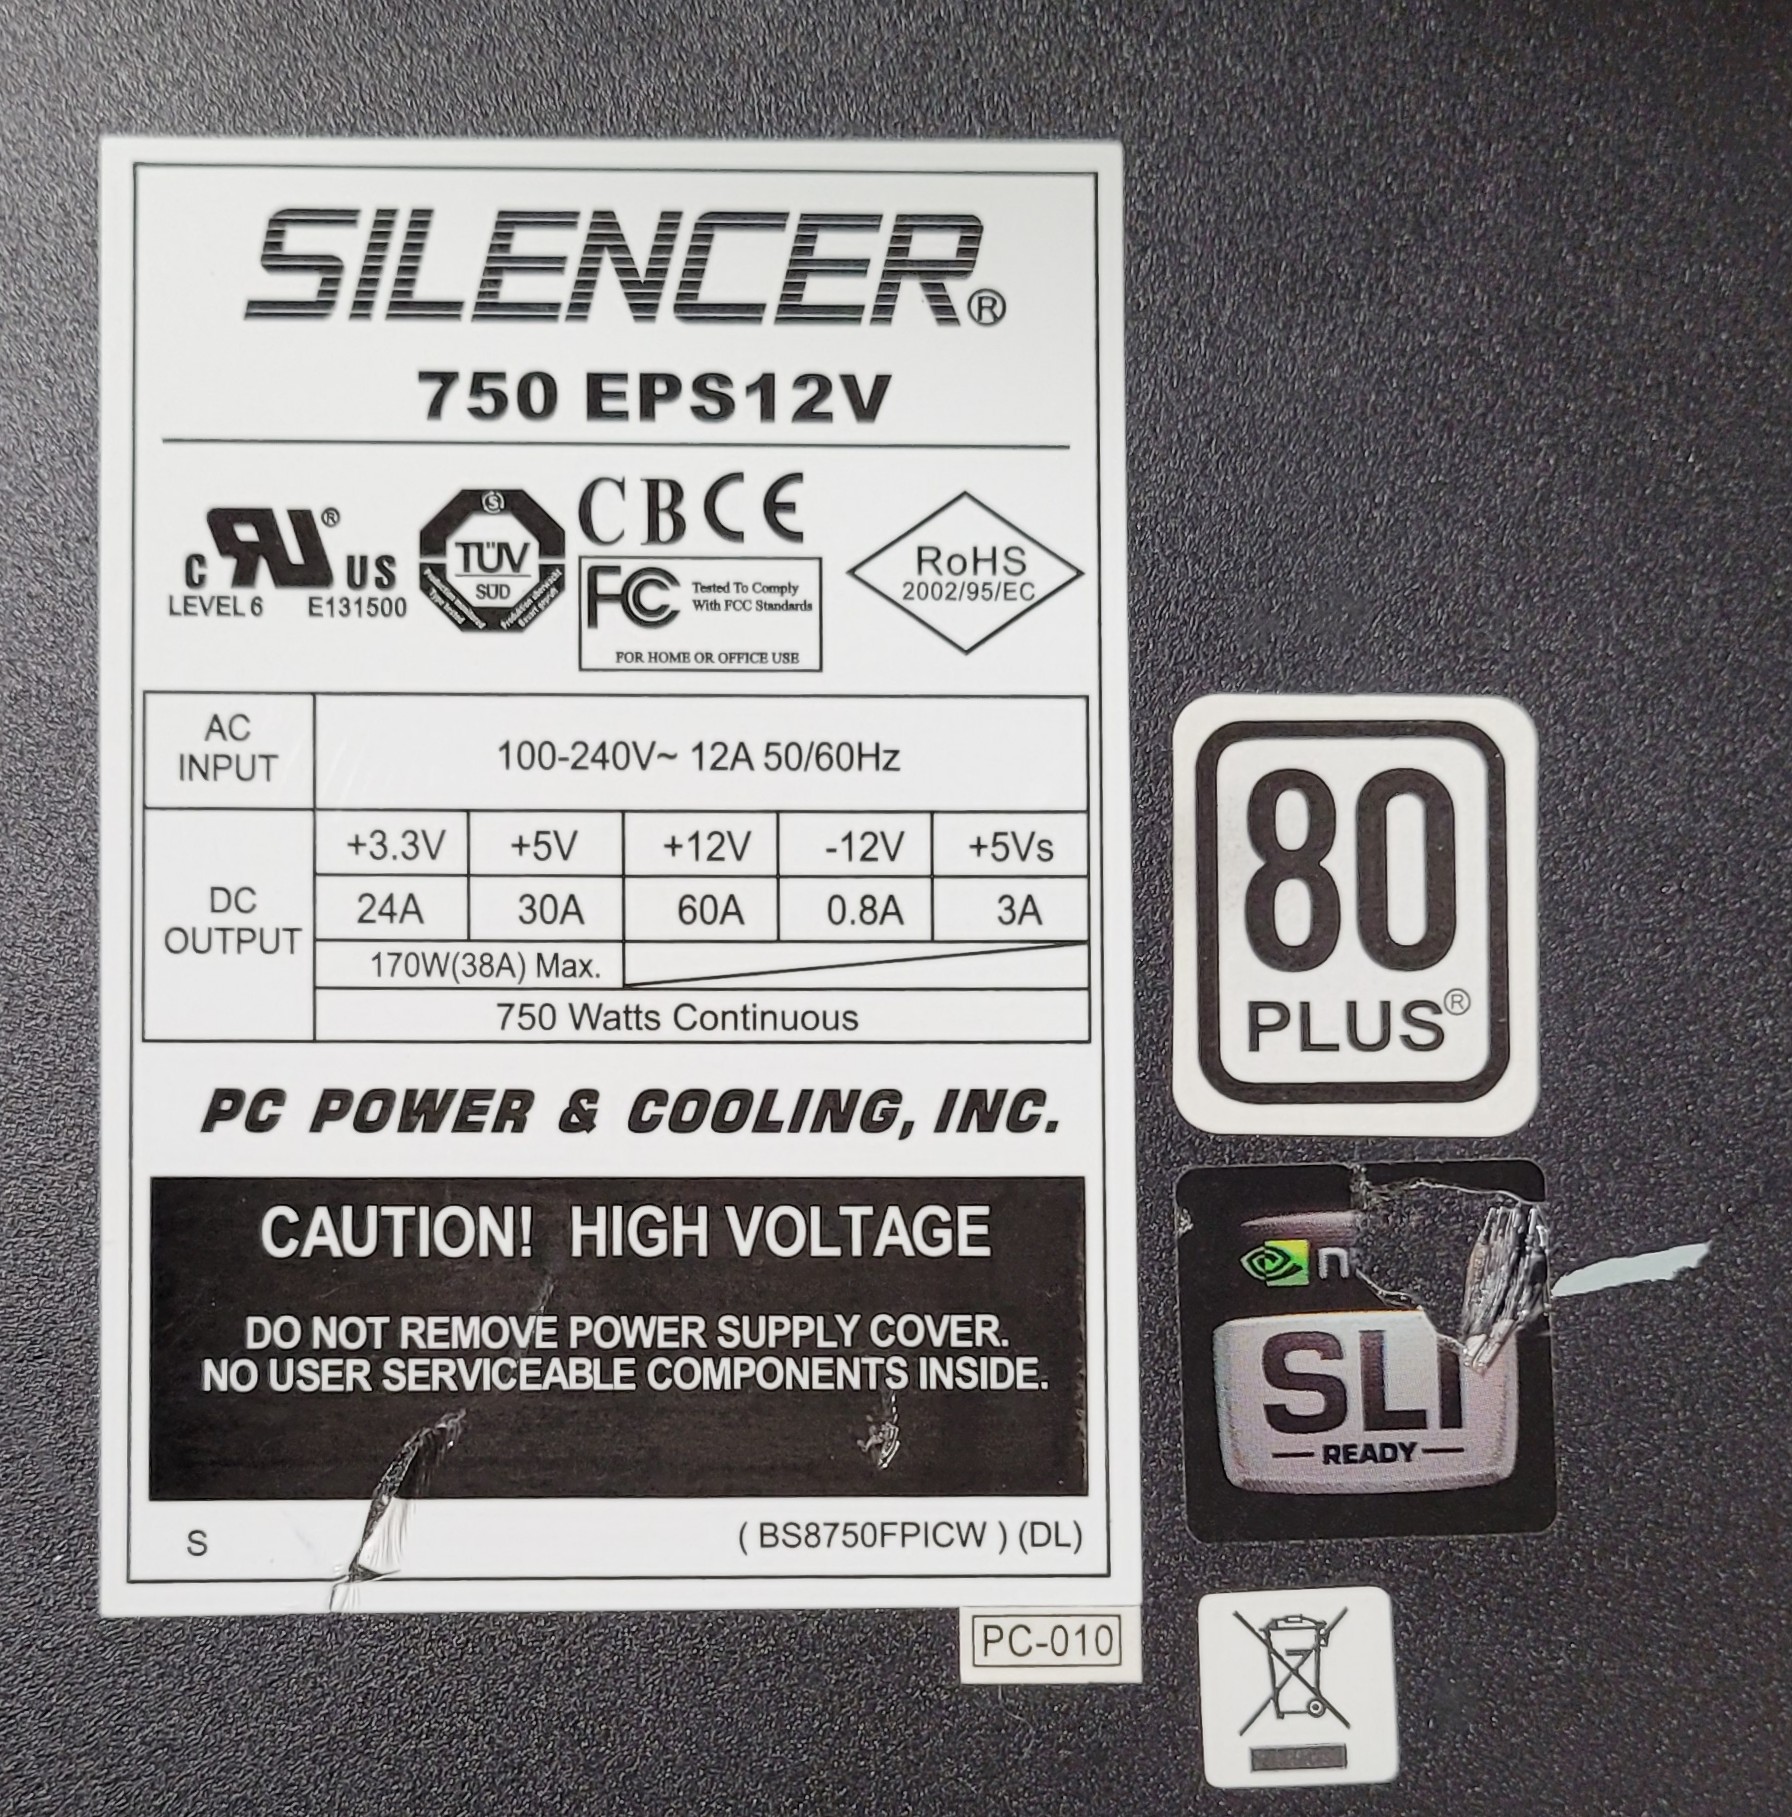 SILENCER®
750 EPS12V
C RU® US
LEVEL 6 E131500
S
TÜV
SÜD
CB CE
FC Tested To Comply
With FCC Standards
FOR HOME OR OFFICE USE
RoHS
2002/95/EC
AC INPUT 100-240V~ 12A 50/60Hz
DC OUTPUT
+3.3V +5V +12V -12V +5Vs
24A 30A 60A 0.8A 3A
170W(38A) Max.
750 Watts Continuous
PC POWER & COOLING, INC.
CAUTION! HIGH VOLTAGE
DO NOT REMOVE POWER SUPPLY COVER.
NO USER SERVICEABLE COMPONENTS INSIDE.
S ( BS8750FPICW ) (DL)
PC-010
80
PLUS®
n
SLI
READY